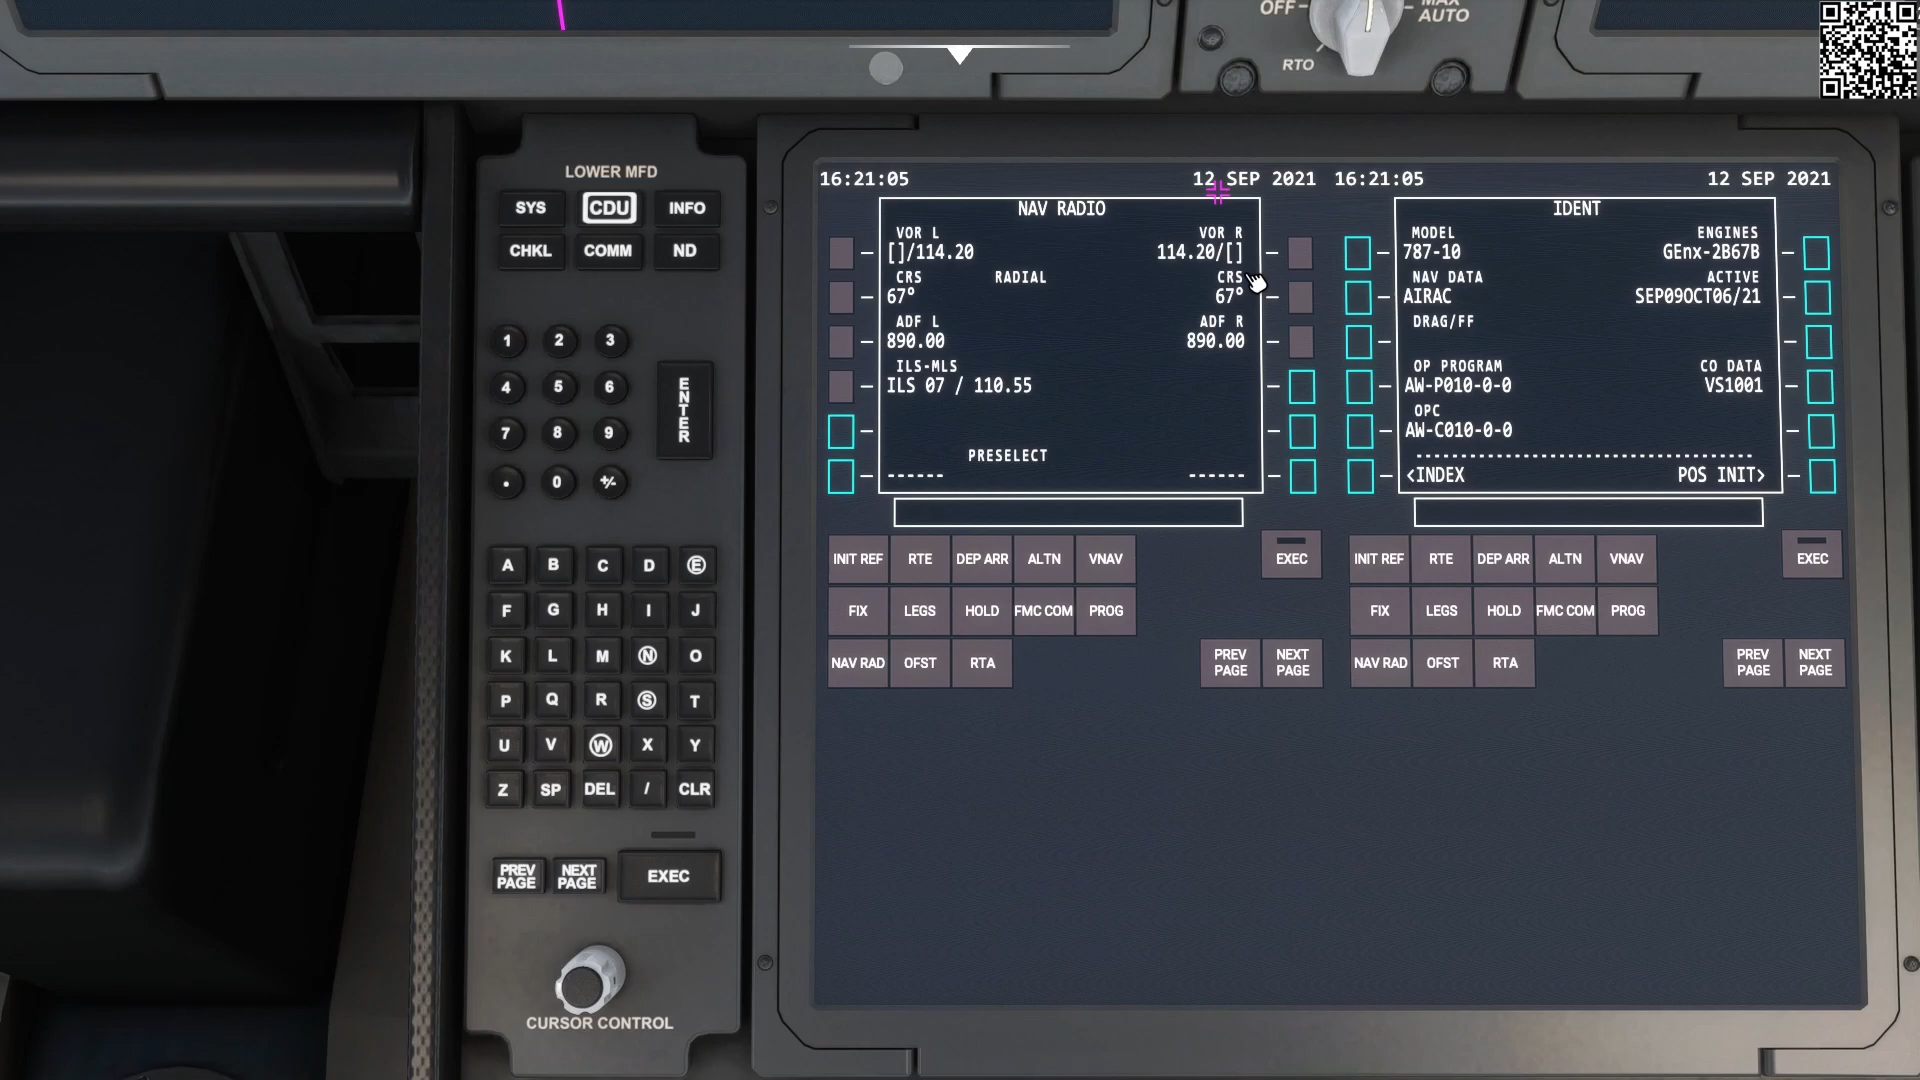 OFF
MAX
AUTO
RTO
LOWER MFD
SYS CDU INFO
CHKL COMM ND
1 2 3
4 5 6
7 8 9
. 0 +/-
ENTER
A B C D E
F G H I J
K L M N O
P Q R S T
U V W X Y
Z SP DEL / CLR
PREV PAGE NEXT PAGE EXEC
CURSOR CONTROL
16:21:05 12 SEP 2021
NAV RADIO
VOR L VOR R
[]/114.20 114.20/[]
CRS RADIAL CRS
67° 67°
ADF L ADF R
890.00 890.00
ILS-MLS
ILS 07 / 110.55
PRESELECT
------ ------
INIT REF RTE DEP ARR ALTN VNAV EXEC
FIX LEGS HOLD FMC COM PROG
NAV RAD OFST RTA PREV PAGE NEXT PAGE
16:21:05 12 SEP 2021
IDENT
MODEL ENGINES
787-10 GEnx-2B67B
NAV DATA ACTIVE
AIRAC SEP09OCT06/21
DRAG/FF
OP PROGRAM CO DATA
AW-P010-0-0 VS1001
OPC
AW-C010-0-0
<INDEX POS INIT>
INIT REF RTE DEP ARR ALTN VNAV EXEC
FIX LEGS HOLD FMC COM PROG
NAV RAD OFST RTA PREV PAGE NEXT PAGE